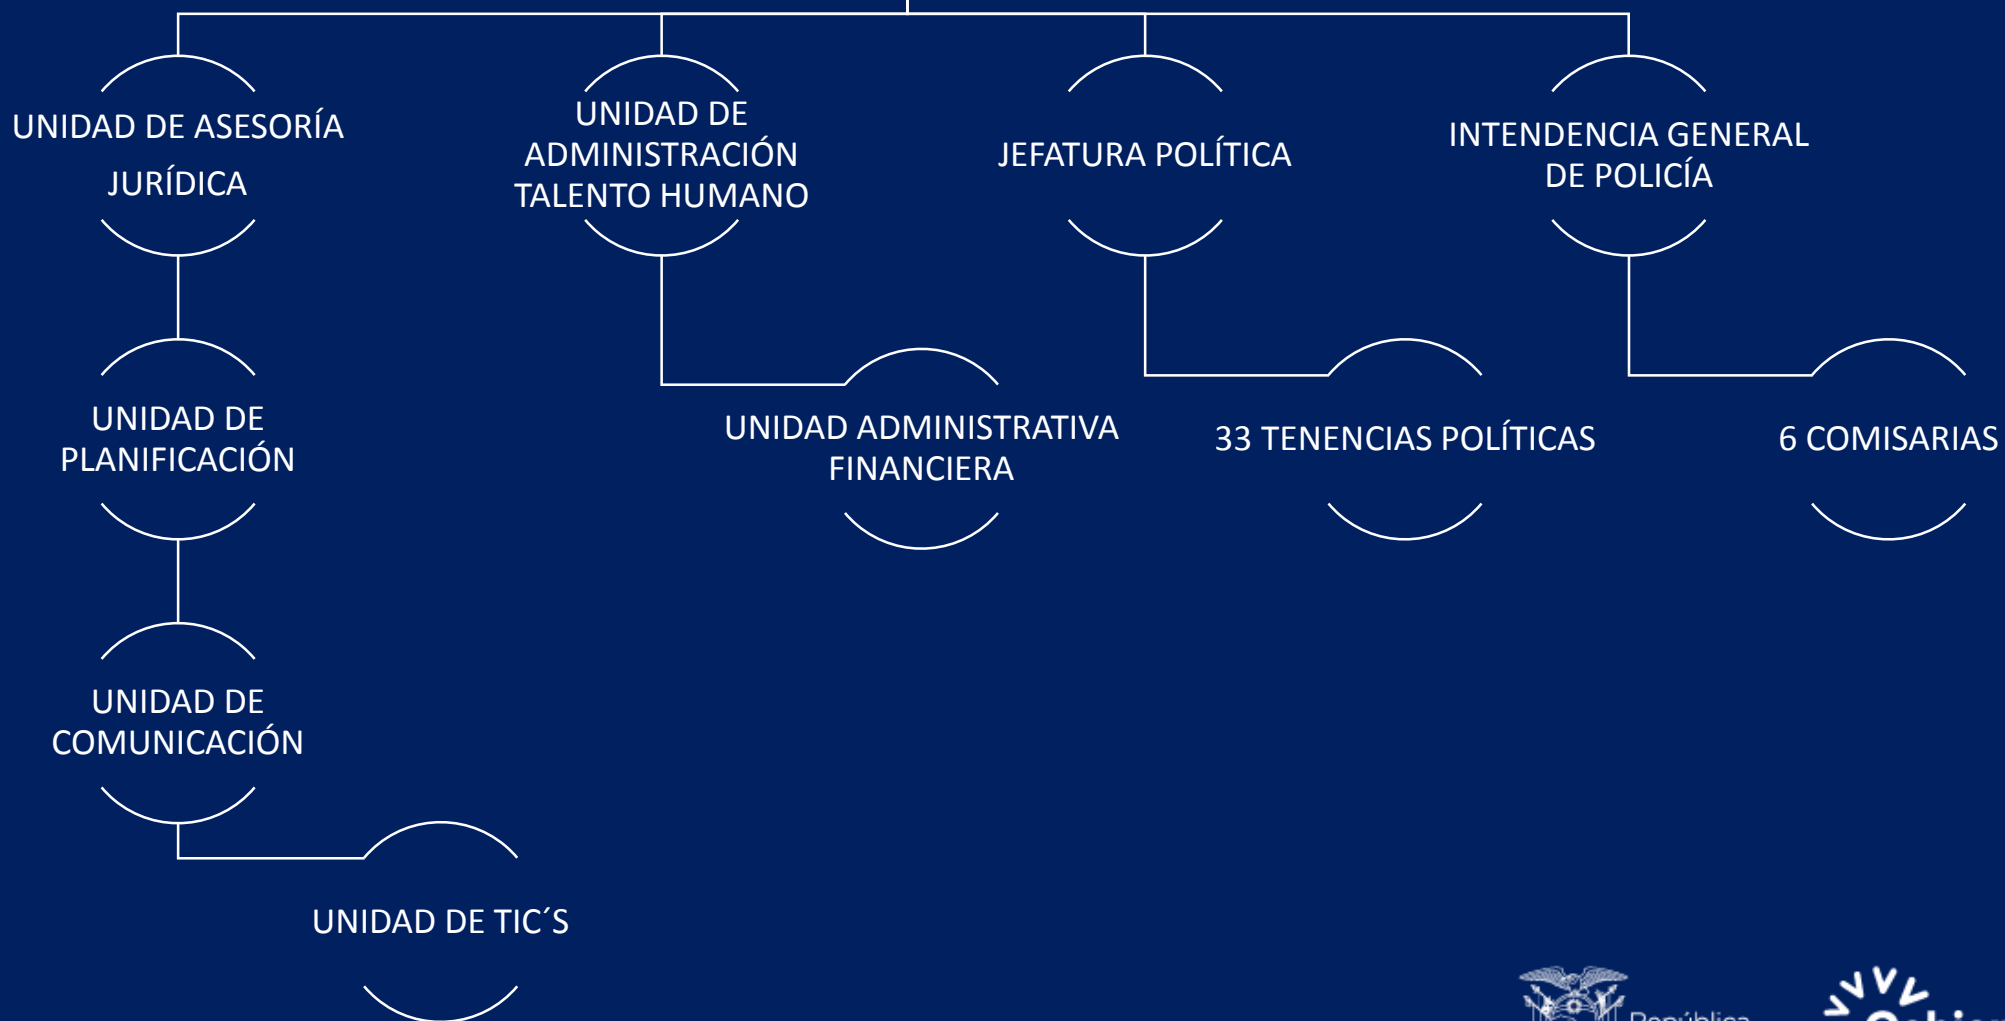 UNIDAD DE ASESORÍA
JURÍDICA
UNIDAD DE
ADMINISTRACIÓN
TALENTO HUMANO
JEFATURA POLÍTICA
INTENDENCIA GENERAL
DE POLICÍA
UNIDAD DE
PLANIFICACIÓN
UNIDAD ADMINISTRATIVA
FINANCIERA
33 TENENCIAS POLÍTICAS
6 COMISARIAS
UNIDAD DE
COMUNICACIÓN
UNIDAD DE TIC´S
República